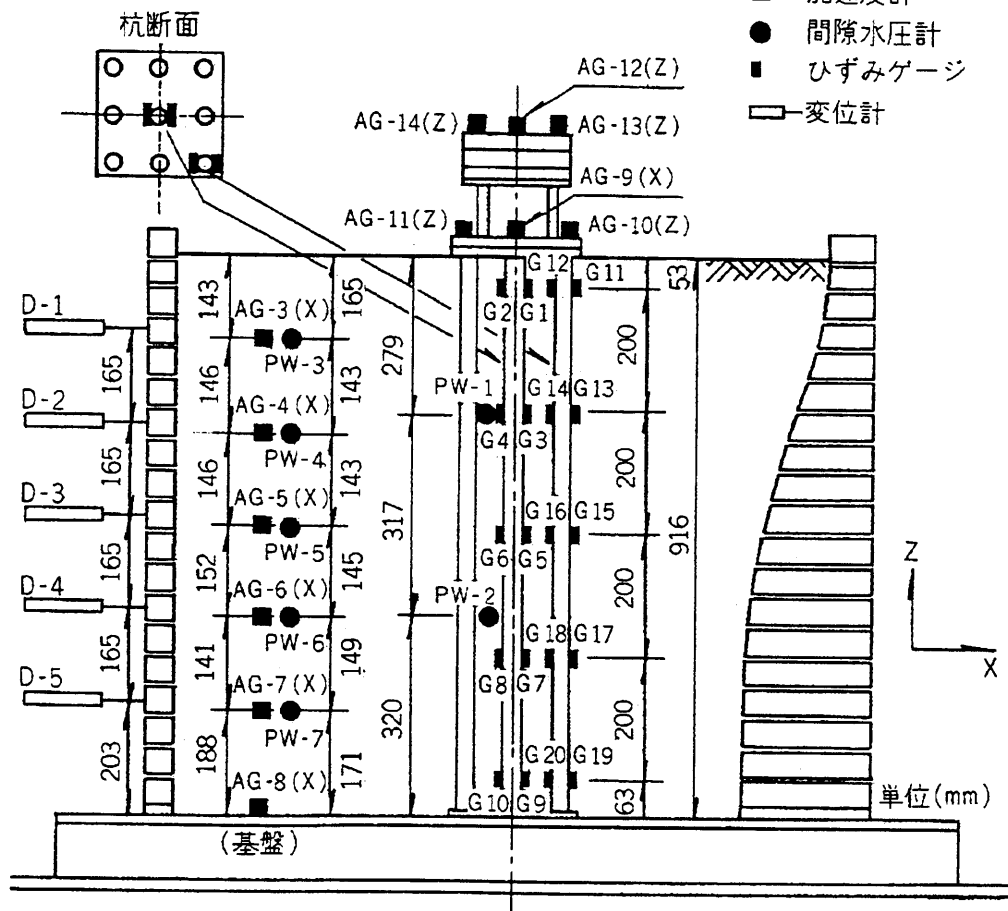 加速度計
間隙水圧計
ひずみゲージ
変位計
杭断面
AG-12(Z)
AG-14(Z)
AG-13(Z)
AG-9(X)
AG-11(Z)
AG-10(Z)
G12
G11
53
D-1
143
AG-3(X)
165
G2
G1
PW-3
279
200
165
146
143
PW-1
G14
G13
D-2
AG-4(X)
G4
G3
PW-4
165
146
143
200
D-3
AG-5(X)
317
G16
G15
916
PW-5
G6
G5
165
152
145
200
Z
D-4
AG-6(X)
PW-2
PW-6
G18
G17
X
165
141
149
D-5
AG-7(X)
G8
G7
320
200
PW-7
203
188
171
G20
G19
AG-8(X)
G10
G9
63
単位(mm)
(基盤)